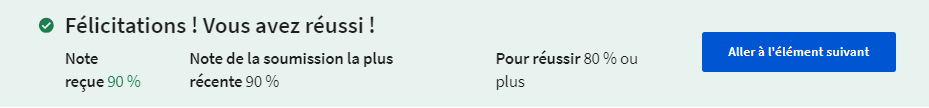 Félicitations ! Vous avez réussi !
Note
reçue 90 %
Note de la soumission la plus
récente 90 %
Pour réussir 80 % ou
plus
Aller à l'élément suivant